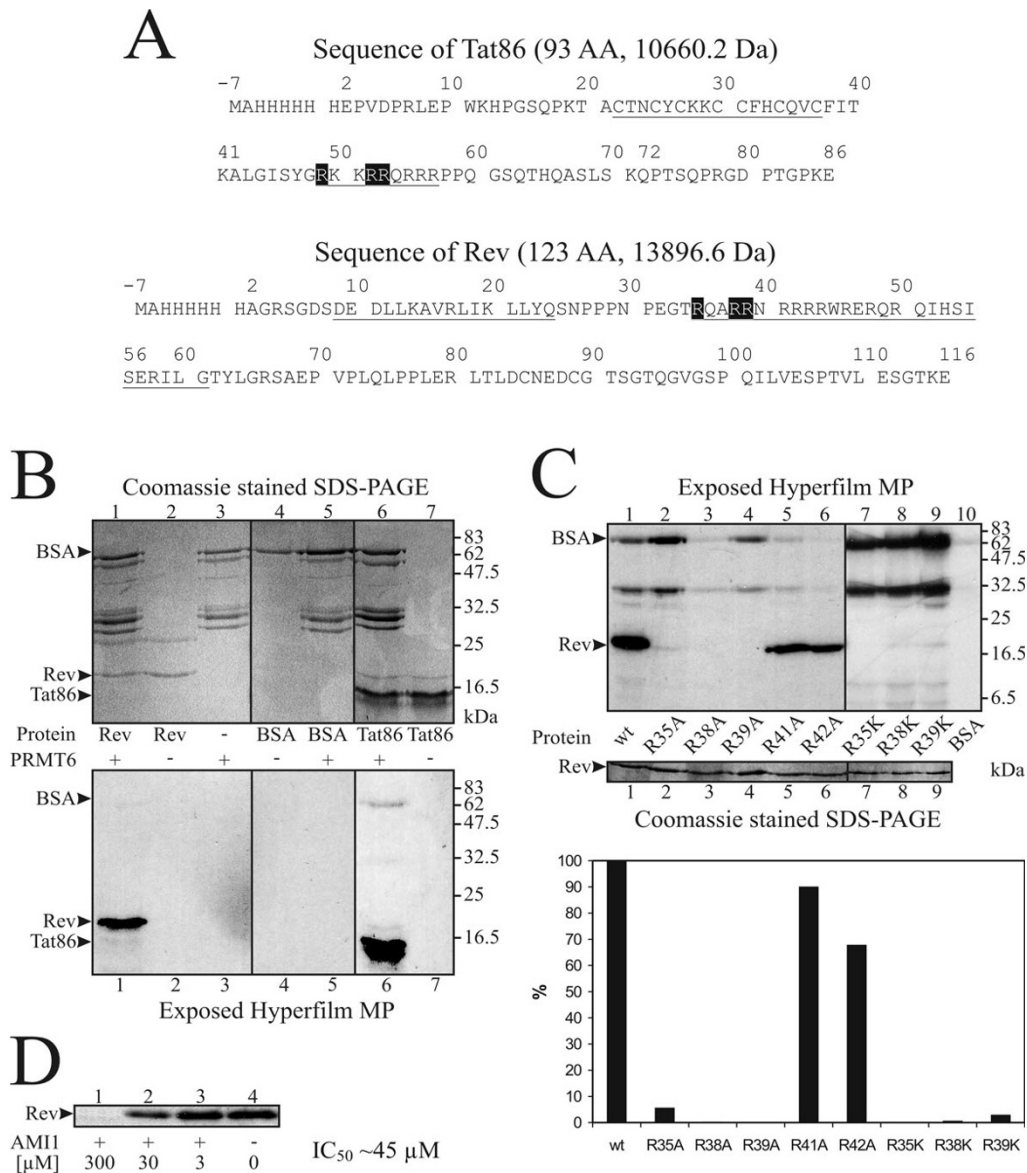 A
Sequence of Tat86 (93 AA, 10660.2 Da)
-7 2 10 20 30 40
MAHHHHH HEPVDPRLEP WKHPGSQPKT ACTNCYCKKC CFHCQVCFIT
41 50 60 70 72 80 86
KALGISYGRK KRRQRRRPPQ GSQTHQASLS KQPTSQPRGD PTGPKE
Sequence of Rev (123 AA, 13896.6 Da)
-7 2 10 20 30 40 50
MAHHHHH HAGRSGDSDE DLLKAVRLIK LLYQSNPPPN PEGTRQARRN RRRRWRERQR QIHSI
56 60 70 80 90 100 110 116
SERILG TYLGRSAEP VPLQLPPLER LTLDCNEDCG TSGTQGVGSP QILVESPTVL ESGTKE
B
Coomassie stained SDS-PAGE
1 2 3 4 5 6 7
BSA
Rev
Tat86
83
62
47.5
32.5
25
16.5
kDa
Protein Rev Rev - BSA BSA Tat86 Tat86
PRMT6 + - + - + + -
BSA
Rev
Tat86
83
62
47.5
32.5
25
16.5
1 2 3 4 5 6 7
Exposed Hyperfilm MP
C
Exposed Hyperfilm MP
1 2 3 4 5 6 7 8 9 10
BSA
Rev
83
62
47.5
32.5
25
16.5
6.5
Protein wt R35A R38A R39A R41A R42A R35K R38K R39K BSA
Rev
kDa
1 2 3 4 5 6 7 8 9
Coomassie stained SDS-PAGE
100
90
80
70
60
50
40
30
20
10
0
%
wt R35A R38A R39A R41A R42A R35K R38K R39K
D
1 2 3 4
Rev
AMI1 + + + -
[µM] 300 30 3 0
IC50 ~45 µM